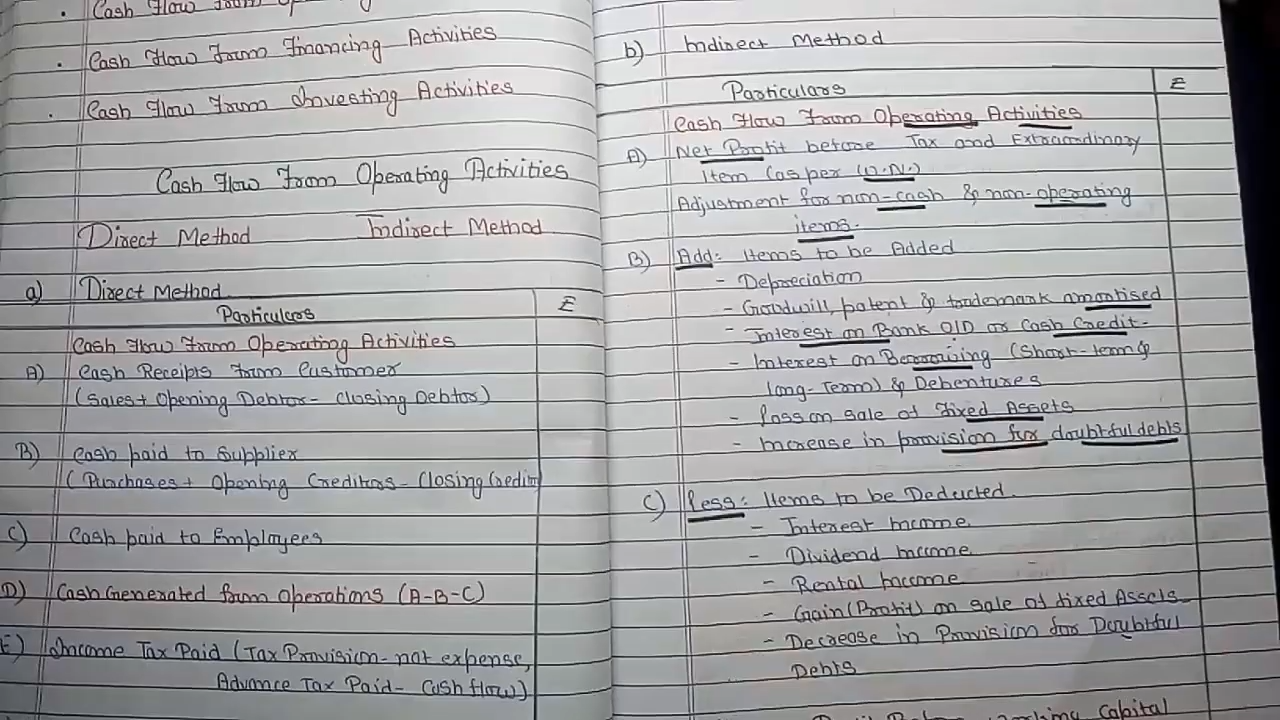 Cash Flow From
Cash Flow From Financing Activities
Cash Flow From Investing Activities
Cash Flow From Operating Activities
Direct Method Indirect Method
a) Direct Method
Particulars ₹
Cash Flow From Operating Activities
A) Cash Receipts From Customer
(Sales + Opening Debtor - Closing Debtor)
B) Cash paid to Supplier
(Purchases + Opening Creditors - Closing Creditor)
C) Cash paid to Employees
D) Cash Generated from operations (A-B-C)
E) Income Tax Paid (Tax Provision - not expense,
Advance Tax Paid - Cash flow)
b) Indirect Method
Particulars ₹
Cash Flow From Operating Activities
A) Net Profit before Tax and Extraordinary
Item (as per W.N.)
Adjustment for non-cash & non-operating
items.
B) Add: Items to be Added
- Depreciation
- Goodwill, patent & trademark amortised
- Interest on Bank O/D or Cash Credit.
- Interest on Borrowing (Short-term &
long-Term) & Debentures
- Loss on sale of Fixed Assets
- Increase in provision for doubtful debts
C) Less: Items to be Deducted.
- Interest Income
- Dividend Income
- Rental Income
- Gain (Profit) on Sale of Fixed Assets
- Decrease in Provision for Doubtful
Debts
Capital